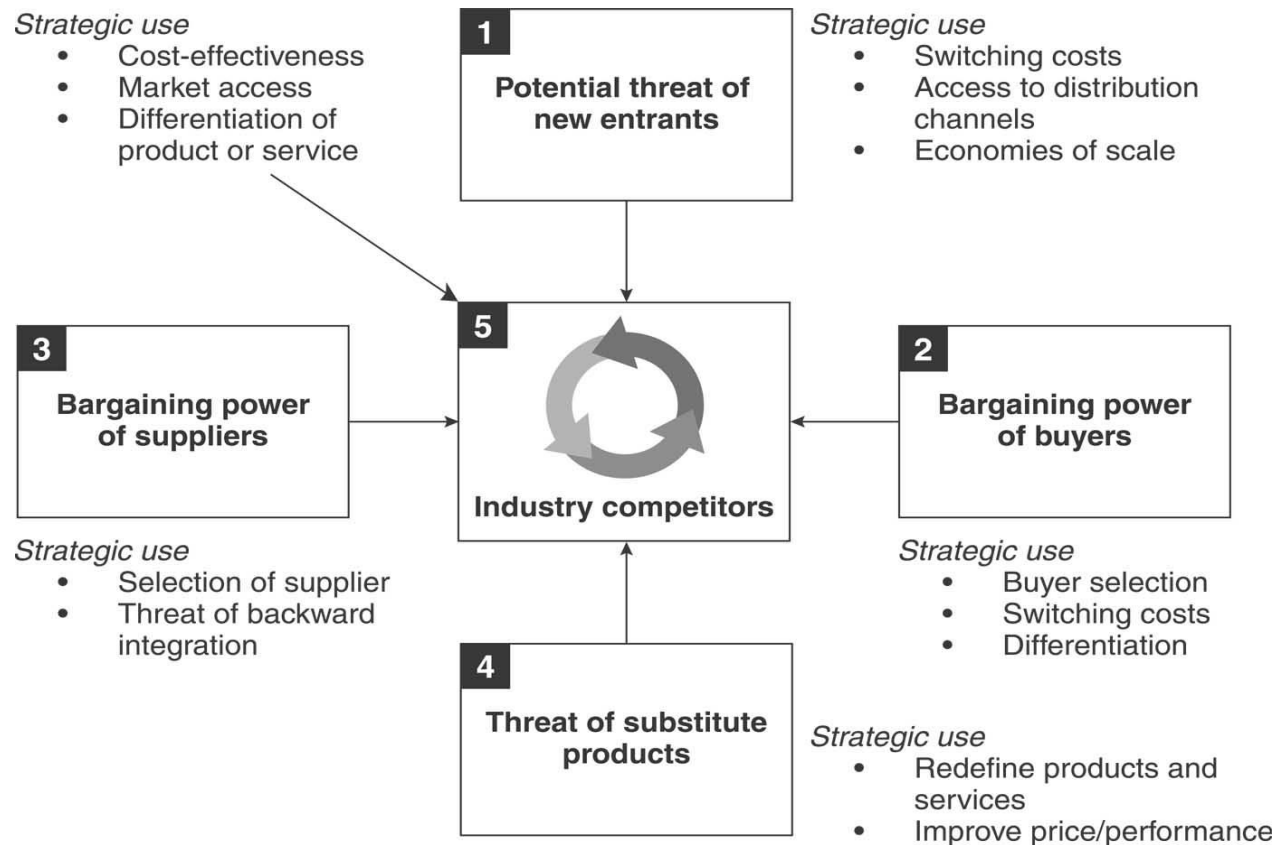 Strategic use
• Cost-effectiveness
• Market access
• Differentiation of
product or service
1
Potential threat of
new entrants
Strategic use
• Switching costs
• Access to distribution
channels
• Economies of scale
3
Bargaining power
of suppliers
5
Industry competitors
2
Bargaining power
of buyers
Strategic use
• Selection of supplier
• Threat of backward
integration
Strategic use
• Buyer selection
• Switching costs
• Differentiation
4
Threat of substitute
products
Strategic use
• Redefine products and
services
• Improve price/performance